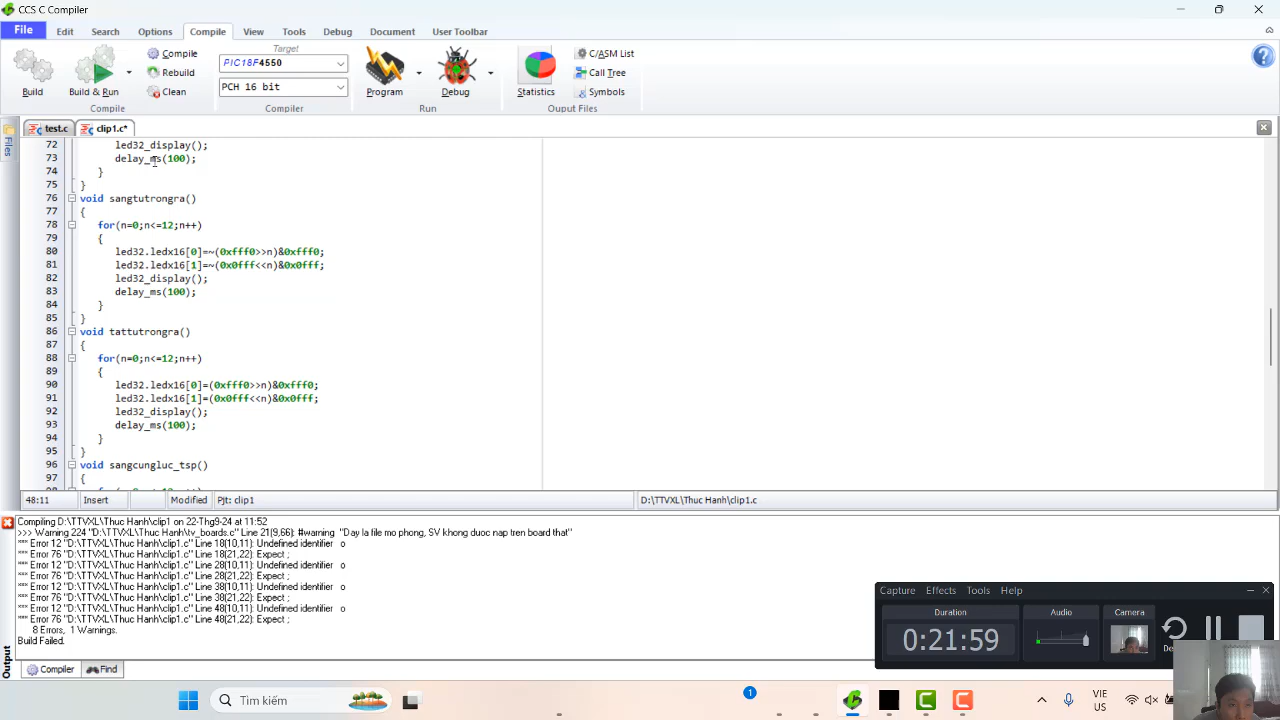 CCS C Compiler
File Edit Search Options Compile View Tools Debug Document User Toolbar
Target
Build
Build & Run
Compile
Rebuild
Clean
PIC18F4550
PCH 16 bit
Program
Debug
Statistics
C/ASM List
Call Tree
Symbols
Compile
Compiler
Run
Ouput Files
Files
test.c clip1.c*
72 led32_display();
73 delay_ms(100);
74 }
75 }
76 void sangtutrongra()
77 {
78 for(n=0;n<=12;n++)
79 {
80 led32.ledx16[0]=~(0xfff0>>n)&0xfff0;
81 led32.ledx16[1]=~(0x0fff<<n)&0x0fff;
82 led32_display();
83 delay_ms(100);
84 }
85 }
86 void tattutrongra()
87 {
88 for(n=0;n<=12;n++)
89 {
90 led32.ledx16[0]=(0xfff0>>n)&0xfff0;
91 led32.ledx16[1]=(0x0fff<<n)&0x0fff;
92 led32_display();
93 delay_ms(100);
94 }
95 }
96 void sangcungluc_tsp()
97 {
48:11 Insert Modified Pjt: clip1 D:\TTVXL\Thuc Hanh\clip1.c
Compiling D:\TTVXL\Thuc Hanh\clip1 on 22-Thg9-24 at 11:52
>>> Warning 224 "D:\TTVXL\Thuc Hanh\tv_boards.c" Line 21(9,66): #warning "Day la file mo phong, SV khong duoc nap tren board that"
*** Error 12 "D:\TTVXL\Thuc Hanh\clip1.c" Line 18(10,11): Undefined identifier o
*** Error 76 "D:\TTVXL\Thuc Hanh\clip1.c" Line 18(21,22): Expect ;
*** Error 12 "D:\TTVXL\Thuc Hanh\clip1.c" Line 28(10,11): Undefined identifier o
*** Error 76 "D:\TTVXL\Thuc Hanh\clip1.c" Line 28(21,22): Expect ;
*** Error 12 "D:\TTVXL\Thuc Hanh\clip1.c" Line 38(10,11): Undefined identifier o
*** Error 76 "D:\TTVXL\Thuc Hanh\clip1.c" Line 38(21,22): Expect ;
*** Error 12 "D:\TTVXL\Thuc Hanh\clip1.c" Line 48(10,11): Undefined identifier o
*** Error 76 "D:\TTVXL\Thuc Hanh\clip1.c" Line 48(21,22): Expect ;
8 Errors, 1 Warnings.
Build Failed.
Output
Compiler Find
Capture Effects Tools Help
Duration Audio Camera
0:21:59
Tìm kiếm
1
VIE
US